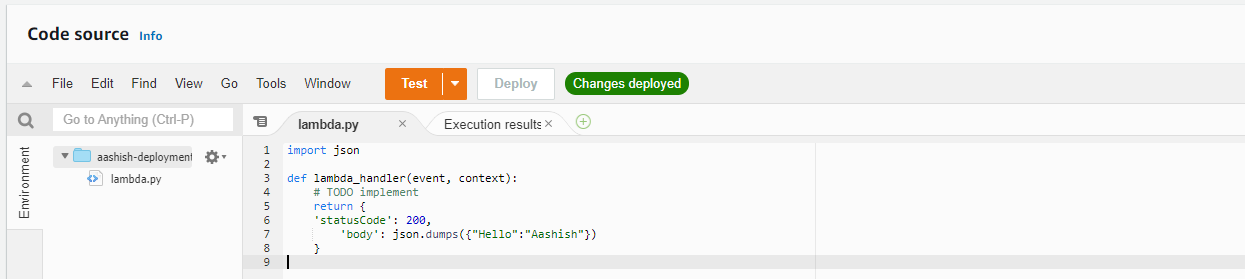 Code source Info
File Edit Find View Go Tools Window Test Deploy Changes deployed
Go to Anything (Ctrl-P)
lambda.py Execution results
Environment
aashish-deployment
lambda.py
1 import json
2
3 def lambda_handler(event, context):
4 # TODO implement
5 return {
6 'statusCode': 200,
7 'body': json.dumps({"Hello":"Aashish"})
8 }
9